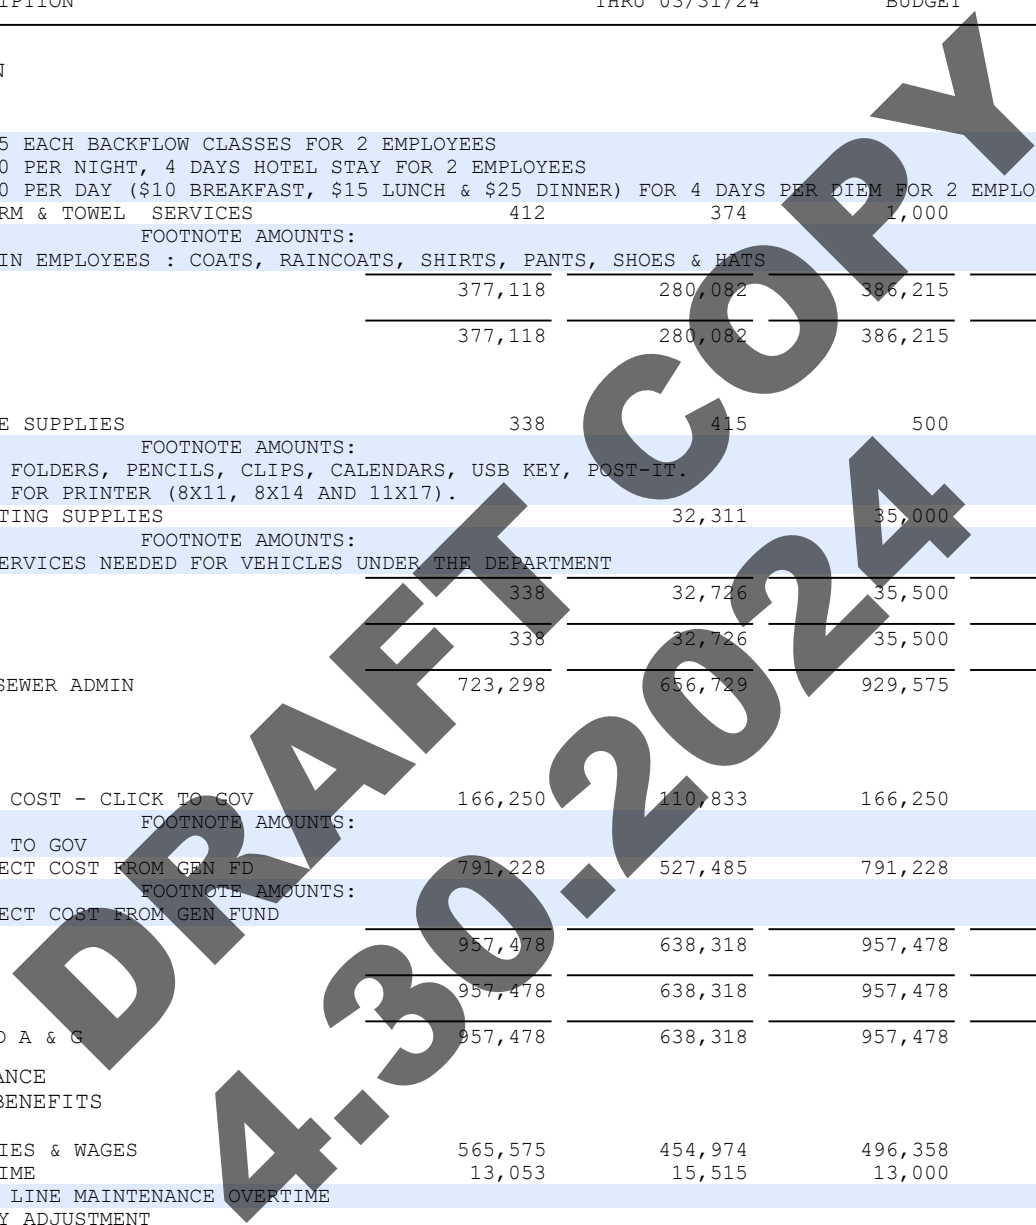 IPTION THRU 03/31/24 BUDGET
N
5 EACH BACKFLOW CLASSES FOR 2 EMPLOYEES
0 PER NIGHT, 4 DAYS HOTEL STAY FOR 2 EMPLOYEES
0 PER DAY ($10 BREAKFAST, $15 LUNCH & $25 DINNER) FOR 4 DAYS PER DIEM FOR 2 EMPLO
RM & TOWEL SERVICES 412 374 1,000
FOOTNOTE AMOUNTS:
IN EMPLOYEES : COATS, RAINCOATS, SHIRTS, PANTS, SHOES & HATS
377,118 280,082 386,215
377,118 280,082 386,215
E SUPPLIES 338 415 500
FOOTNOTE AMOUNTS:
FOLDERS, PENCILS, CLIPS, CALENDARS, USB KEY, POST-IT.
FOR PRINTER (8X11, 8X14 AND 11X17).
TING SUPPLIES 32,311 35,000
FOOTNOTE AMOUNTS:
ERVICES NEEDED FOR VEHICLES UNDER THE DEPARTMENT
338 32,726 35,500
338 32,726 35,500
SEWER ADMIN 723,298 656,729 929,575
COST - CLICK TO GOV 166,250 110,833 166,250
FOOTNOTE AMOUNTS:
TO GOV
ECT COST FROM GEN FD 791,228 527,485 791,228
FOOTNOTE AMOUNTS:
ECT COST FROM GEN FUND
957,478 638,318 957,478
957,478 638,318 957,478
D A & G 957,478 638,318 957,478
ANCE
BENEFITS
IES & WAGES 565,575 454,974 496,358
IME 13,053 15,515 13,000
LINE MAINTENANCE OVERTIME
Y ADJUSTMENT
DRAFT COPY
4.30.2024